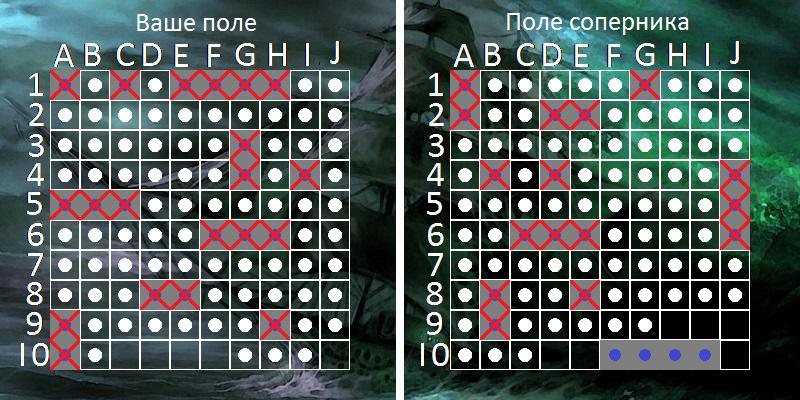 Ваше поле
Поле соперника
A B C D E F G H I J
A B C D E F G H I J
1 1
2 2
3 3
4 4
5 5
6 6
7 7
8 8
9 9
10 10